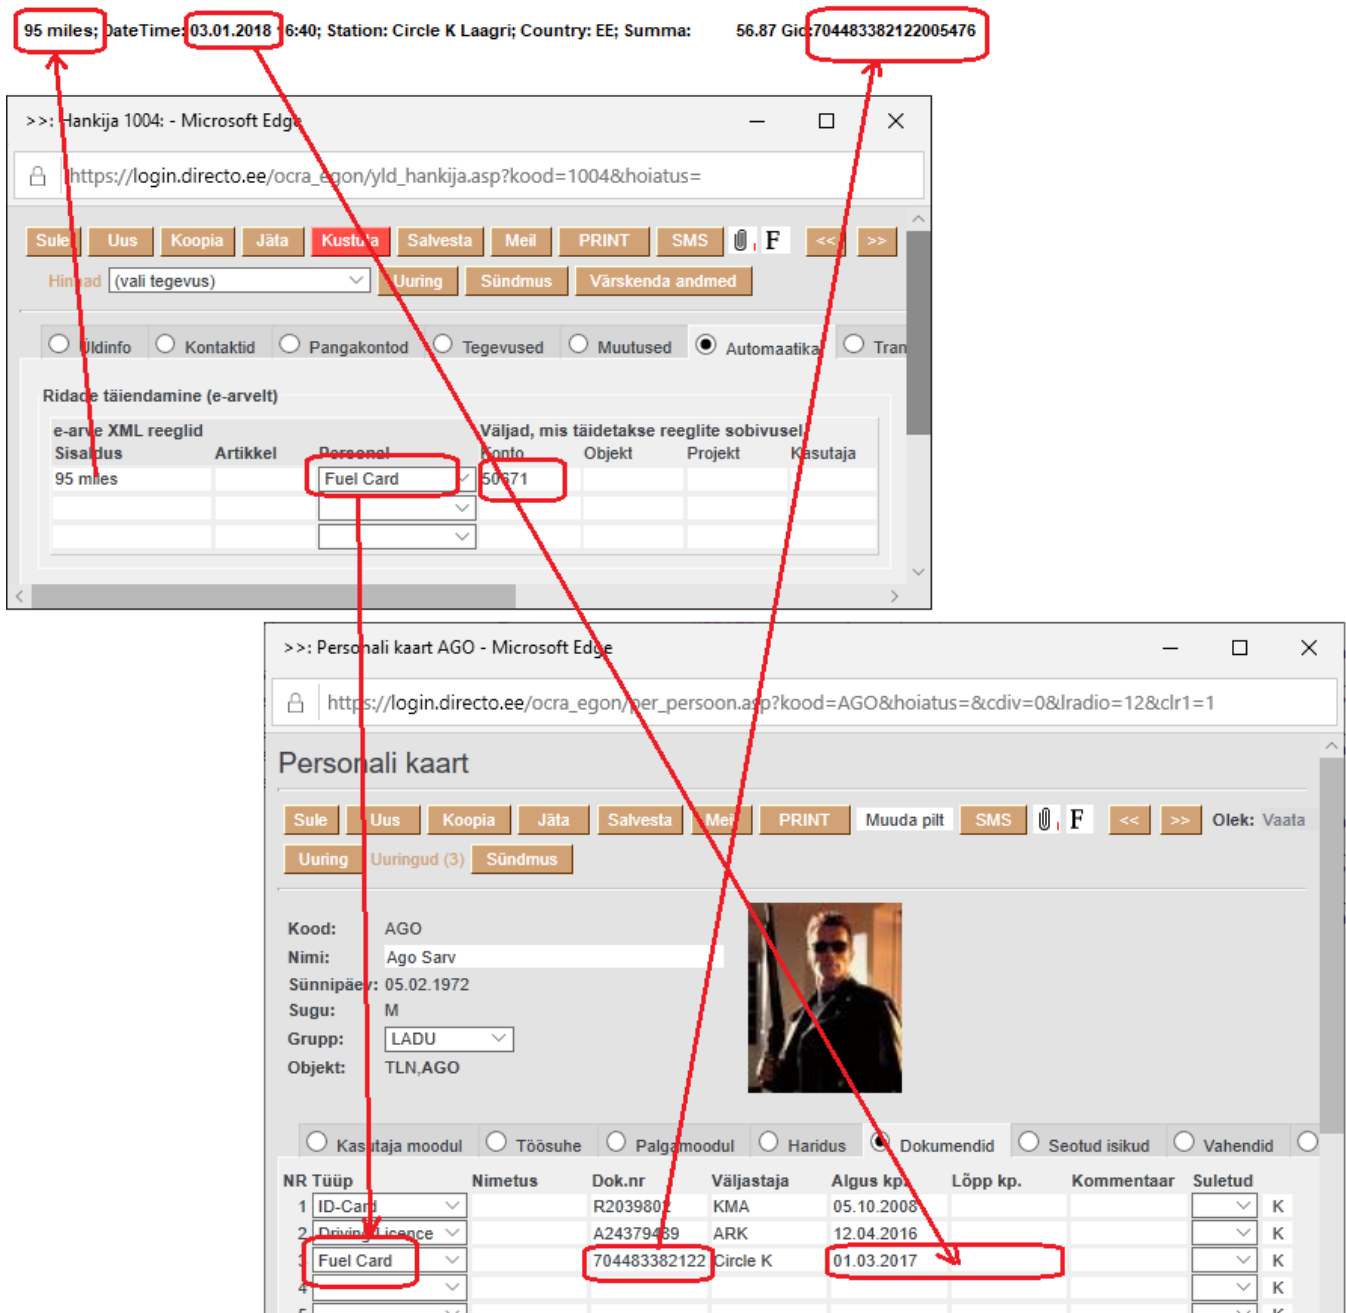 95 miles; DateTime: 03.01.2018 16:40; Station: Circle K Laagri; Country: EE; Summa: 56.87 Gid:704483382122005476
>>: Hankija 1004: - Microsoft Edge
https://login.directo.ee/ocra_egon/yld_hankija.asp?kood=1004&hoiatus=
Sule Uus Koopia Jäta Kustuta Salvesta Meil PRINT SMS F << >>
Hinnad (vali tegevus) Uuring Sündmus Värskenda andmed
Üldinfo Kontaktid Pangakontod Tegevused Muutused Automaatika Tran
Ridade täiendamine (e-arvelt)
e-arve XML reeglid Väljad, mis täidetakse reeglite sobivusel
Sisaldus Artikkel Personal Konto Objekt Projekt Kasutaja
95 miles Fuel Card 50671
>>: Personali kaart AGO - Microsoft Edge
https://login.directo.ee/ocra_egon/per_persoon.asp?kood=AGO&hoiatus=&cdiv=0&lradio=12&clr1=1
Personali kaart
Sule Uus Koopia Jäta Salvesta Meil PRINT Muuda pilt SMS F << >> Olek: Vaata
Uuring Uuringud (3) Sündmus
Kood: AGO
Nimi: Ago Sarv
Sünnipäev: 05.02.1972
Sugu: M
Grupp: LADU
Objekt: TLN,AGO
Kasutaja moodul Töösuhe Palgamoodul Haridus Dokumendid Seotud isikud Vahendid
NR Tüüp Nimetus Dok.nr Väljastaja Algus kp. Lõpp kp. Kommentaar Suletud
1 ID-Card R2039802 KMA 05.10.2008 K
2 Driving Licence A24379489 ARK 12.04.2016 K
3 Fuel Card 704483382122 Circle K 01.03.2017 K
4 K
5 K